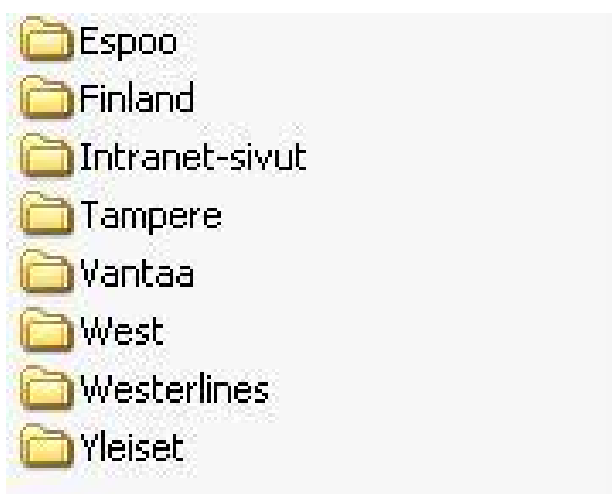 Espoo
Finland
Intranet-sivut
Tampere
Vantaa
West
Westerlines
Yleiset